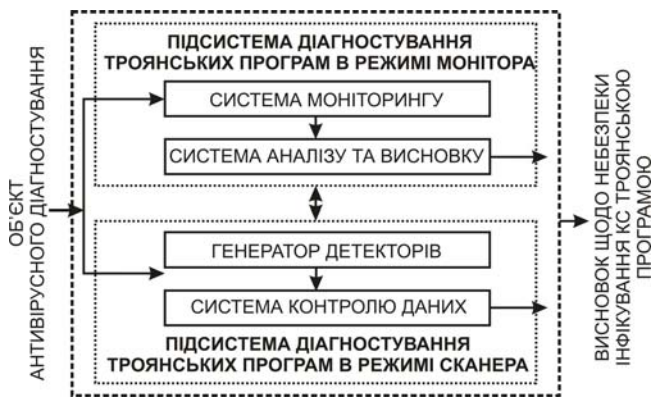 ОБ'ЄКТ
АНТИВІРУСНОГО ДІАГНОСТУВАННЯ
ПІДСИСТЕМА ДІАГНОСТУВАННЯ
ТРОЯНСЬКИХ ПРОГРАМ В РЕЖИМІ МОНІТОРА
СИСТЕМА МОНІТОРИНГУ
СИСТЕМА АНАЛІЗУ ТА ВИСНОВКУ
ГЕНЕРАТОР ДЕТЕКТОРІВ
СИСТЕМА КОНТРОЛЮ ДАНИХ
ПІДСИСТЕМА ДІАГНОСТУВАННЯ
ТРОЯНСЬКИХ ПРОГРАМ В РЕЖИМІ СКАНЕРА
ВИСНОВОК ЩОДО НЕБЕЗПЕКИ
ІНФІКУВАННЯ КС ТРОЯНСЬКОЮ
ПРОГРАМОЮ